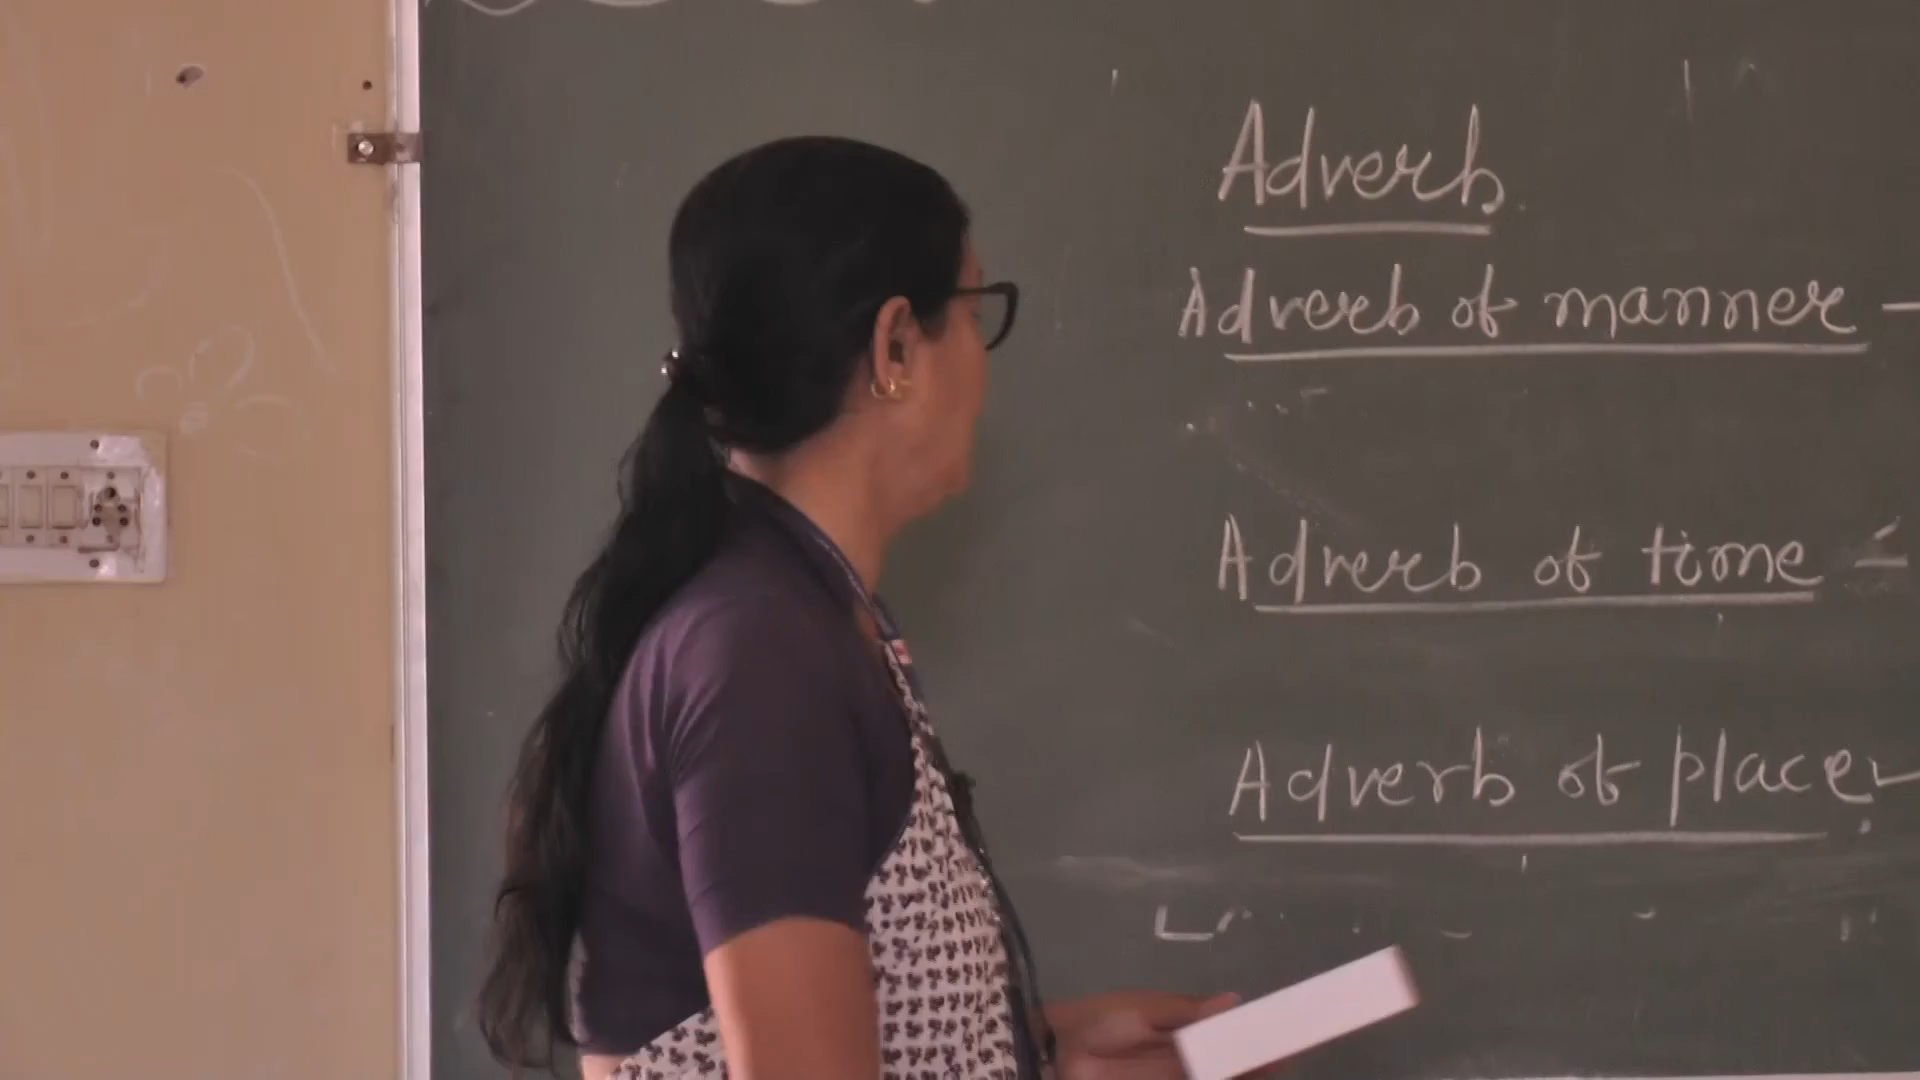 Adverb
Adverb of manner -
Adverb of time -
Adverb of place -